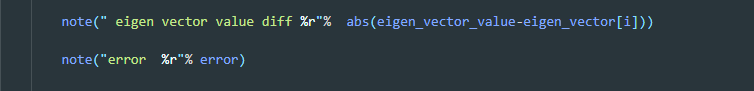 note(" eigen vector value diff %r"%  abs(eigen_vector_value-eigen_vector[i]))
note("error  %r"% error)